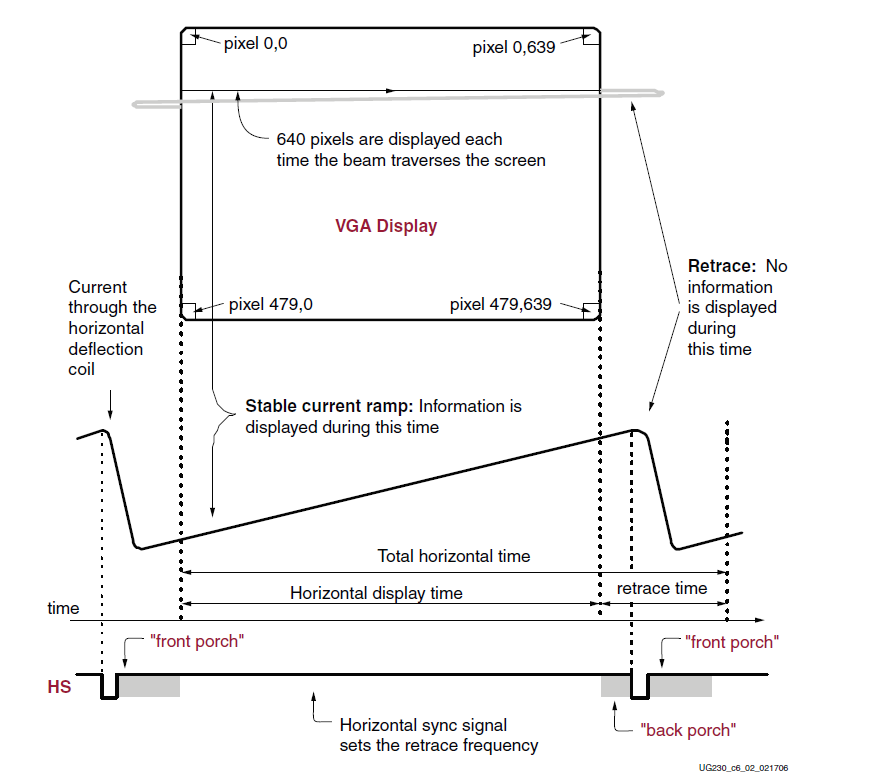 pixel 0,0
pixel 0,639
640 pixels are displayed each
time the beam traverses the screen
VGA Display
Retrace: No
information
is displayed
during
this time
Current
through the
horizontal
deflection
coil
pixel 479,0
pixel 479,639
Stable current ramp: Information is
displayed during this time
Total horizontal time
Horizontal display time
retrace time
time
"front porch"
"front porch"
HS
Horizontal sync signal
sets the retrace frequency
"back porch"
UG230_c6_02_021706